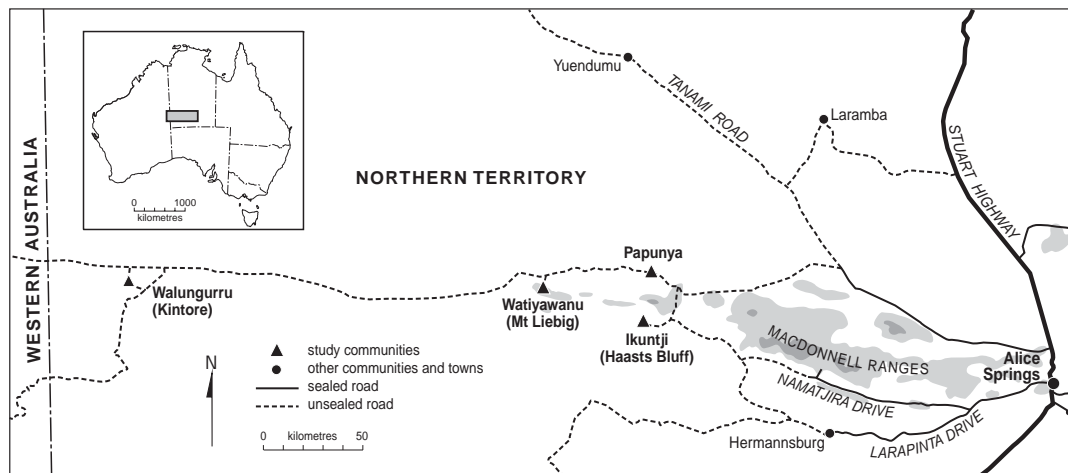 Yuendumu
TANAMI ROAD
Laramba
STUART HIGHWAY
NORTHERN TERRITORY
WESTERN AUSTRALIA
0 1000
kilometres
Papunya
Walungurru
(Kintore)
Watiyawanu
(Mt Liebig)
Ikuntji
(Haasts Bluff)
MACDONNELL RANGES
Alice
Springs
NAMATJIRA DRIVE
LARAPINTA DRIVE
Hermannsburg
N
study communities
other communities and towns
sealed road
unsealed road
0 kilometres 50